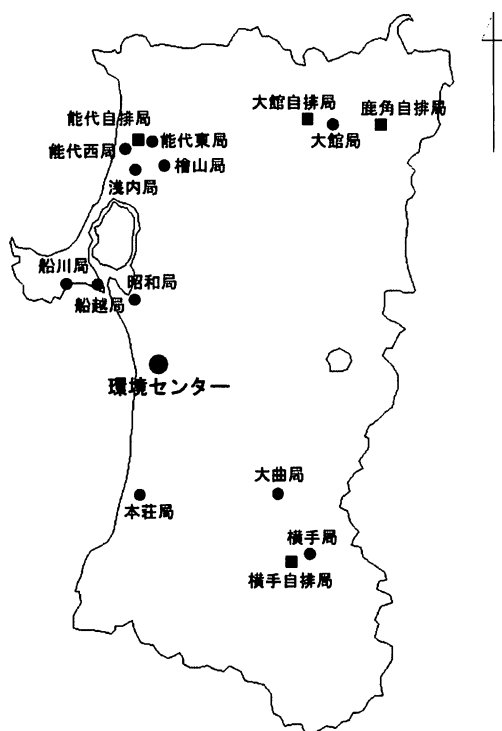 大館自排局
鹿角自排局
大館局
能代自排局
能代東局
能代西局
檜山局
浅内局
船川局
昭和局
船越局
環境センター
大曲局
本荘局
横手局
横手自排局